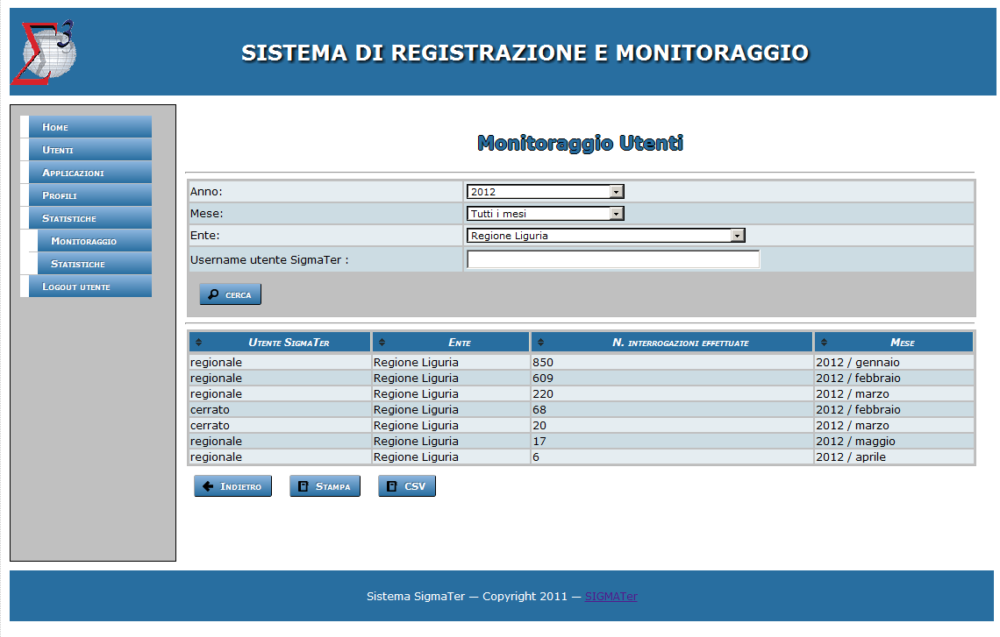 3
SISTEMA DI REGISTRAZIONE E MONITORAGGIO
Home
Utenti
Applicazioni
Profili
Statistiche
Monitoraggio
Statistiche
Logout utente
Monitoraggio Utenti
Anno: 2012
Mese: Tutti i mesi
Ente: Regione Liguria
Username utente SigmaTer :
cerca
Utente SigmaTer Ente N. interrogazioni effettuate Mese
regionale Regione Liguria 850 2012 / gennaio
regionale Regione Liguria 609 2012 / febbraio
regionale Regione Liguria 220 2012 / marzo
cerrato Regione Liguria 68 2012 / febbraio
cerrato Regione Liguria 20 2012 / marzo
regionale Regione Liguria 17 2012 / maggio
regionale Regione Liguria 6 2012 / aprile
Indietro Stampa CSV
Sistema SigmaTer — Copyright 2011 — SIGMATer